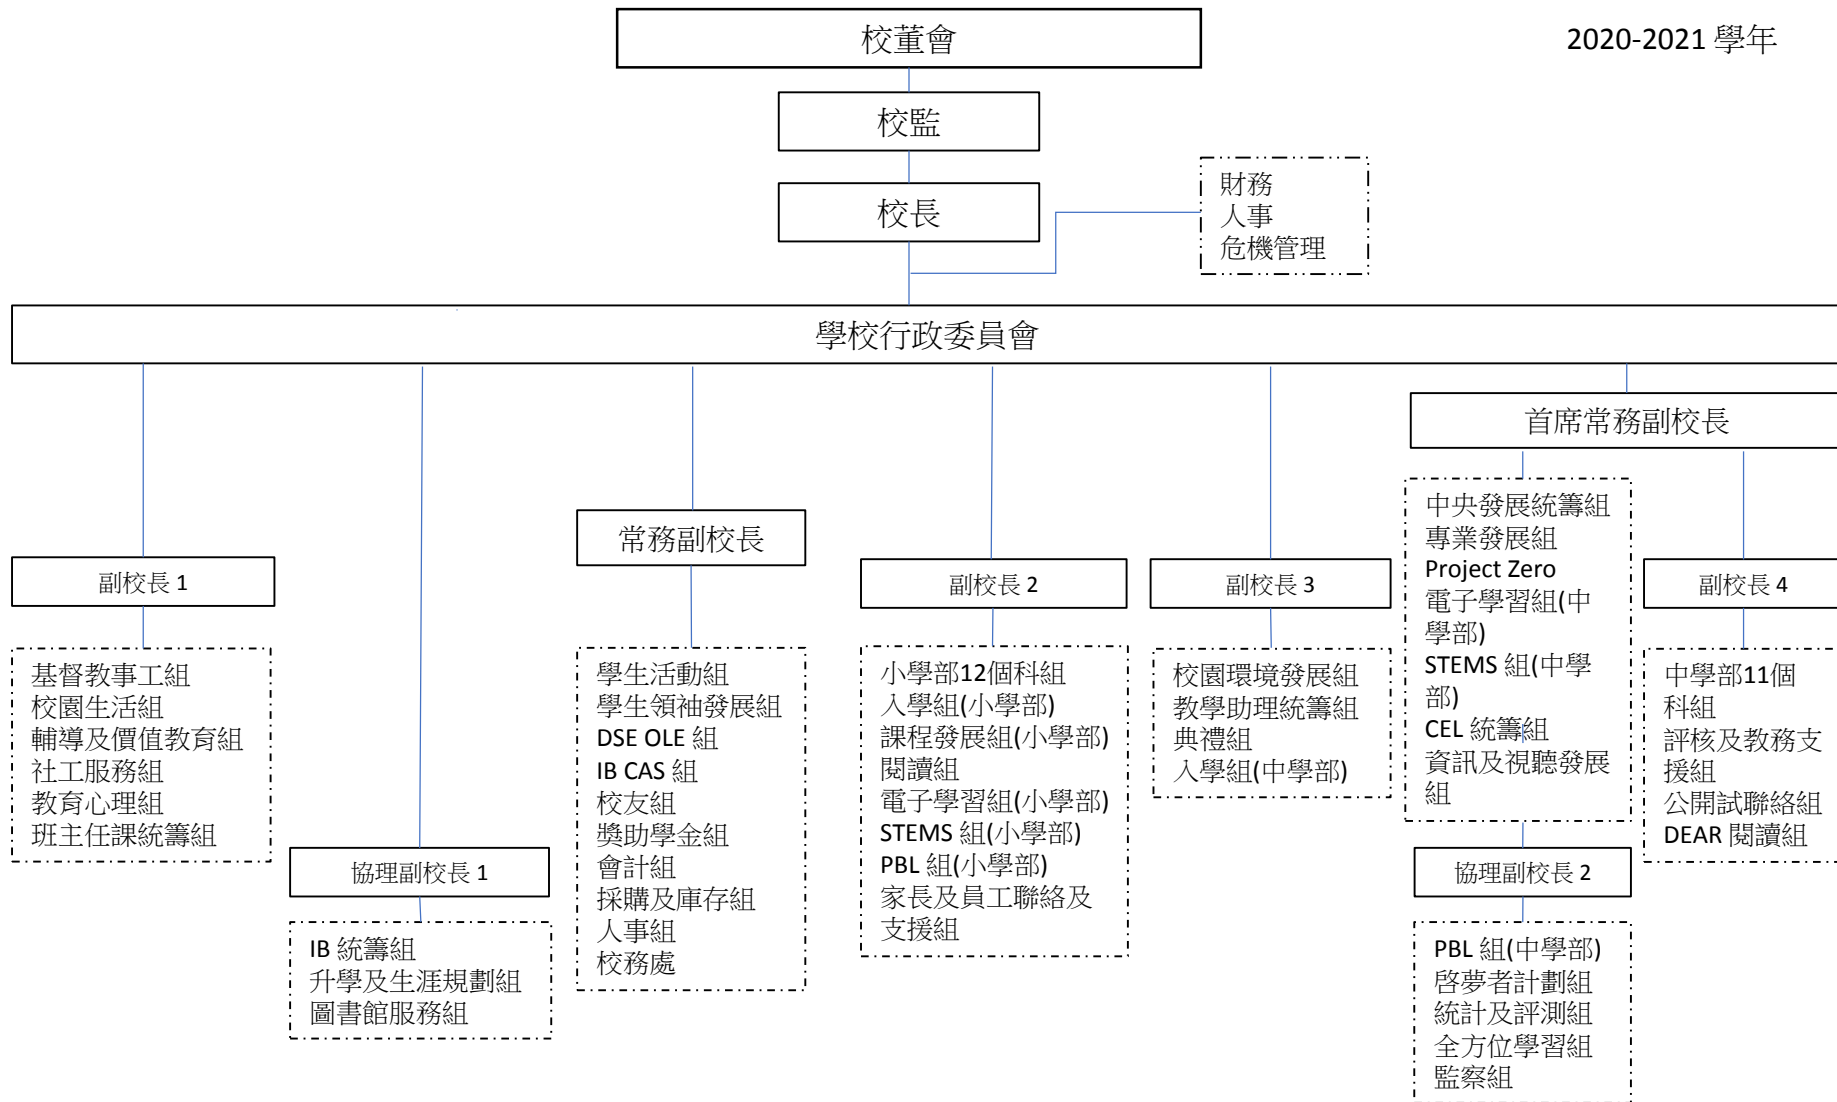 校董會
2020-2021 學年
校監
校長
財務
人事
危機管理
學校行政委員會
首席常務副校長
常務副校長
副校長 1
副校長 2
副校長 3
副校長 4
基督教事工組
校園生活組
輔導及價值教育組
社工服務組
教育心理組
班主任課統籌組
協理副校長 1
IB 統籌組
升學及生涯規劃組
圖書館服務組
學生活動組
學生領袖發展組
DSE OLE 組
IB CAS 組
校友組
獎助學金組
會計組
採購及庫存組
人事組
校務處
小學部12個科組
入學組(小學部)
課程發展組(小學部)
閱讀組
電子學習組(小學部)
STEMS 組(小學部)
PBL 組(小學部)
家長及員工聯絡及
支援組
校園環境發展組
教學助理統籌組
典禮組
入學組(中學部)
中央發展統籌組
專業發展組
Project Zero
電子學習組(中
學部)
STEMS 組(中學
部)
CEL 統籌組
資訊及視聽發展
組
協理副校長 2
PBL 組(中學部)
啓夢者計劃組
統計及評測組
全方位學習組
監察組
中學部11個
科組
評核及教務支
援組
公開試聯絡組
DEAR 閱讀組